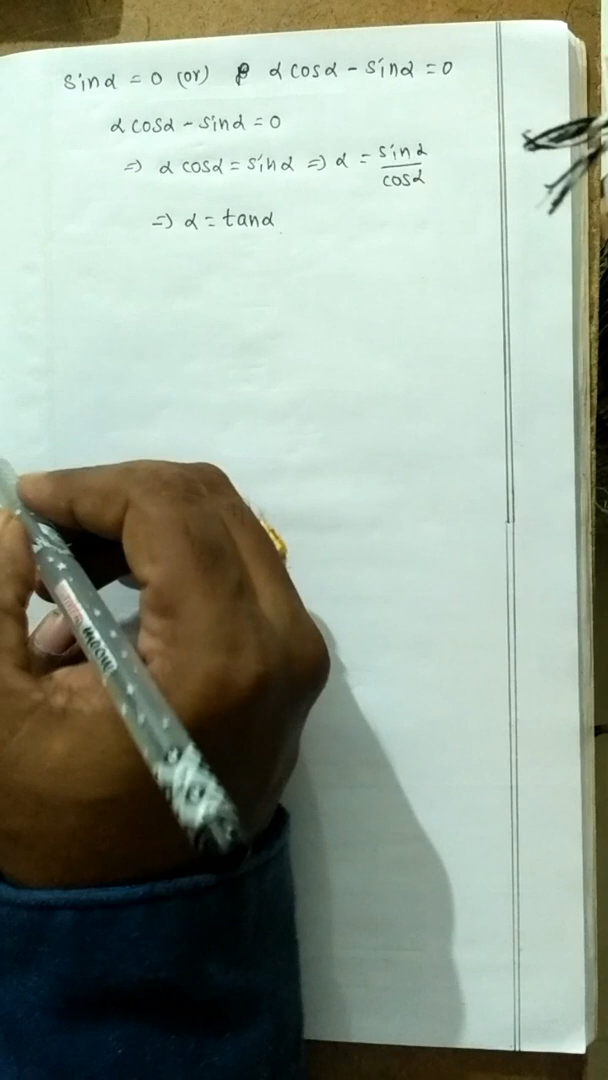 sinα = 0 (or) α cosα - sinα = 0
α cosα - sinα = 0
⇒ α cosα = sinα ⇒ α = sinα/cosα
⇒ α = tanα